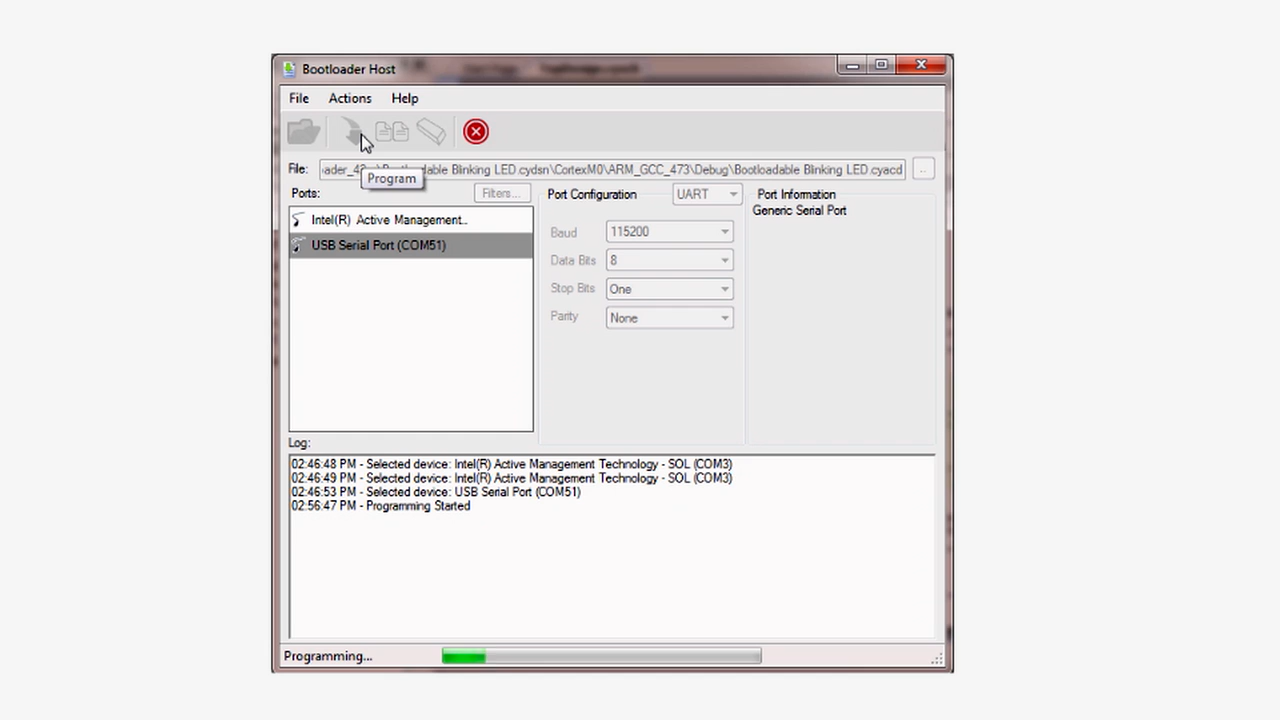 Bootloader Host
File Actions Help
File: Blinking LED.cydsn\CortexM0\ARM_GCC_473\Debug\Bootloadable Blinking LED.cyacd ..
Program
Ports: Filters... Port Configuration UART Port Information
Generic Serial Port
Intel(R) Active Management..
USB Serial Port (COM51)
Baud 115200
Data Bits 8
Stop Bits One
Parity None
Log:
02:46:48 PM - Selected device: Intel(R) Active Management Technology - SOL (COM3)
02:46:49 PM - Selected device: Intel(R) Active Management Technology - SOL (COM3)
02:46:53 PM - Selected device: USB Serial Port (COM51)
02:56:47 PM - Programming Started
Programming...